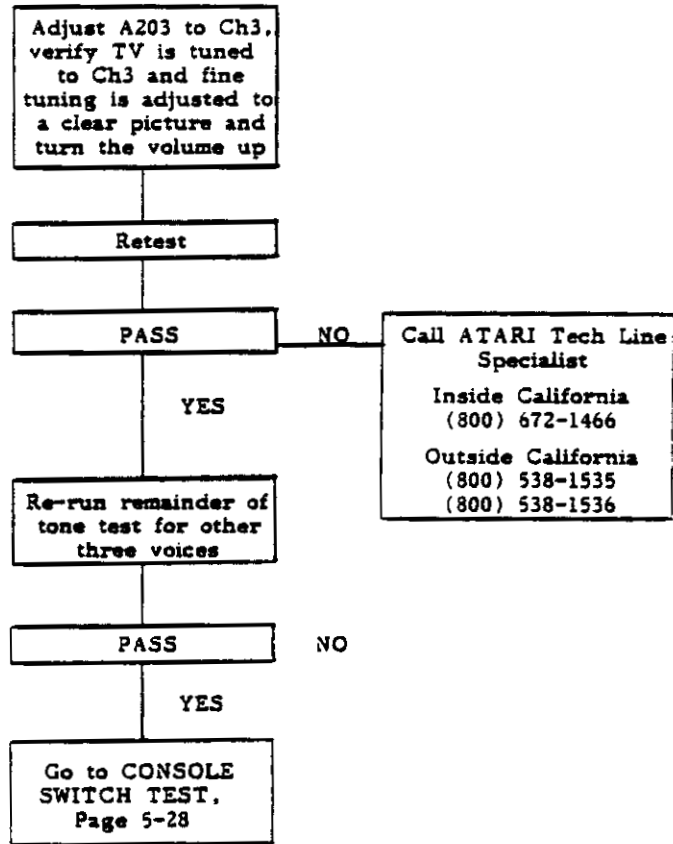 Adjust A203 to Ch3,
verify TV is tuned
to Ch3 and fine
tuning is adjusted to
a clear picture and
turn the volume up
Retest
PASS
NO
YES
Call ATARI Tech Line
Specialist
Inside California
(800) 672-1466
Outside California
(800) 538-1535
(800) 538-1536
Re-run remainder of
tone test for other
three voices
PASS
NO
YES
Go to CONSOLE
SWITCH TEST,
Page 5-28